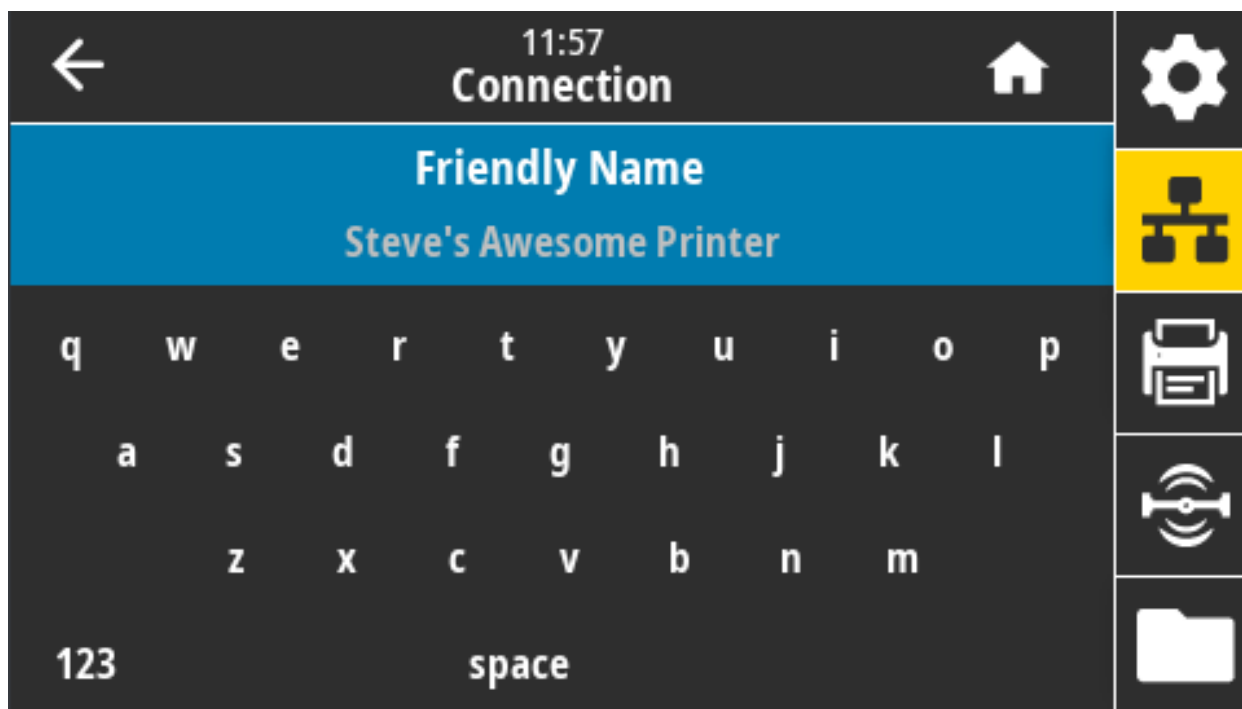 11:57
Connection
Friendly Name
Steve's Awesome Printer
q w e r t y u i o p
a s d f g h j k l
z x c v b n m
123 space